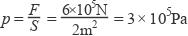 p = F/S = 6×10⁵N/2m² = 3 × 10⁵Pa